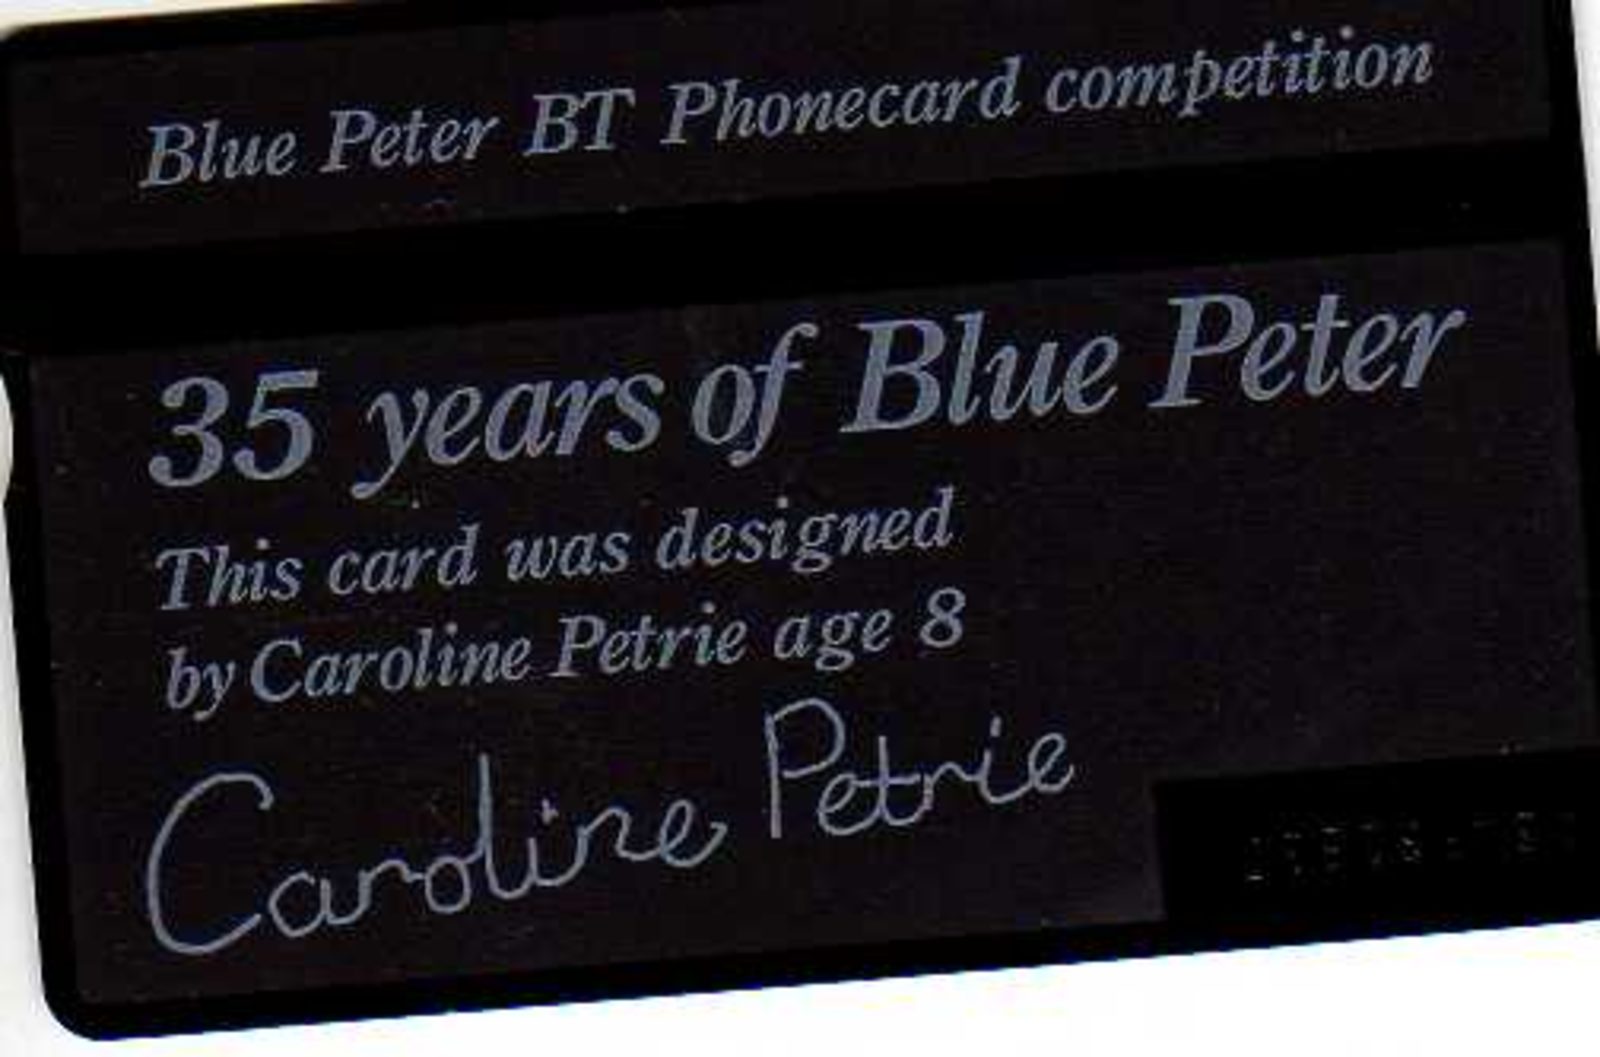 Blue Peter BT Phonecard competition
35 years of Blue Peter
This card was designed
by Caroline Petrie age 8
Caroline Petrie